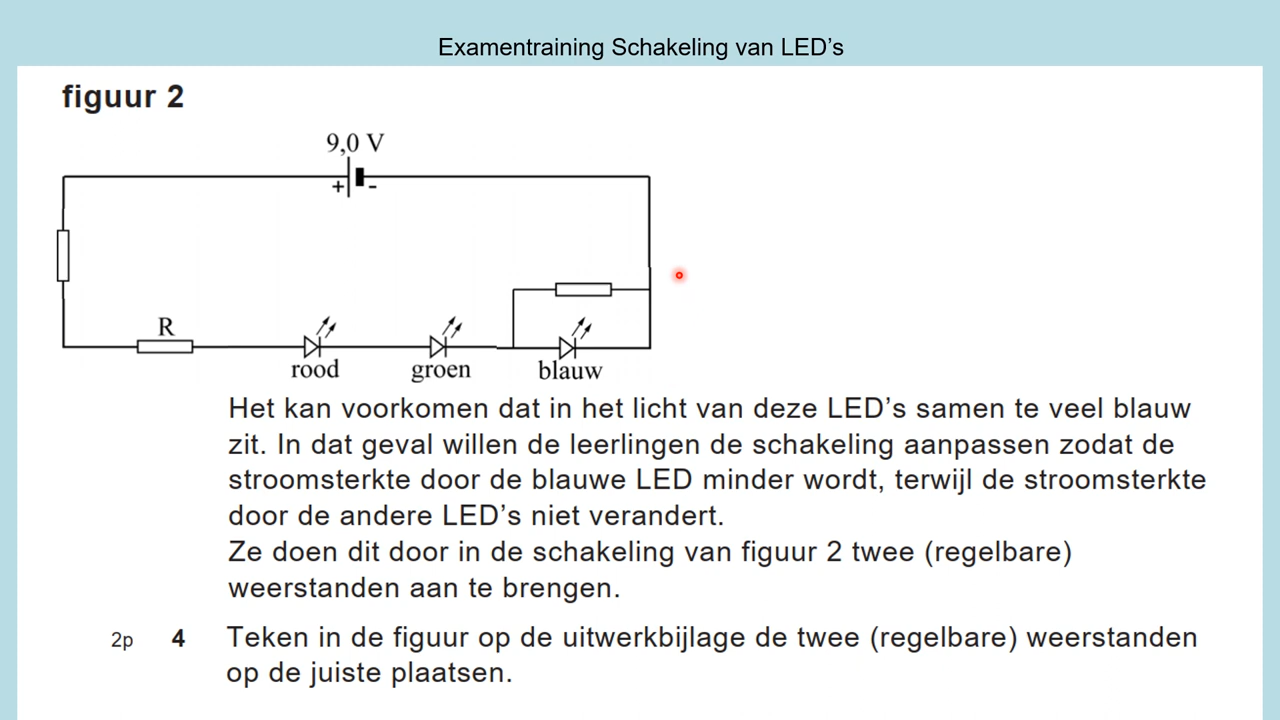 Examentraining Schakeling van LED’s
figuur 2
9,0 V
+ -
R
rood
groen
blauw
Het kan voorkomen dat in het licht van deze LED’s samen te veel blauw
zit. In dat geval willen de leerlingen de schakeling aanpassen zodat de
stroomsterkte door de blauwe LED minder wordt, terwijl de stroomsterkte
door de andere LED’s niet verandert.
Ze doen dit door in de schakeling van figuur 2 twee (regelbare)
weerstanden aan te brengen.
2p 4 Teken in de figuur op de uitwerkbijlage de twee (regelbare) weerstanden
op de juiste plaatsen.